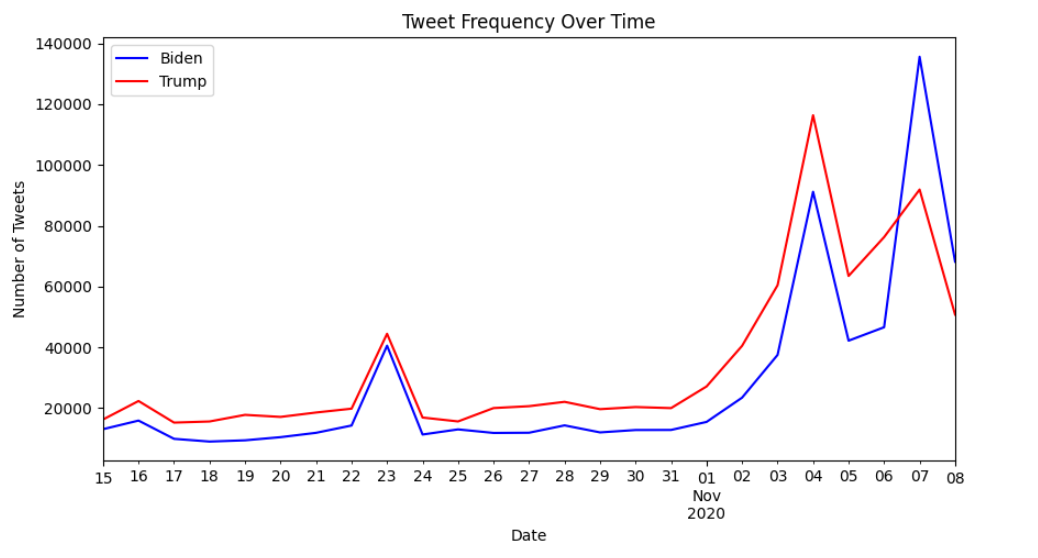 Tweet Frequency Over Time
140000
120000
100000
80000
60000
40000
20000
Number of Tweets
Biden
Trump
15 16 17 18 19 20 21 22 23 24 25 26 27 28 29 30 31 01 02 03 04 05 06 07 08
Nov
2020
Date